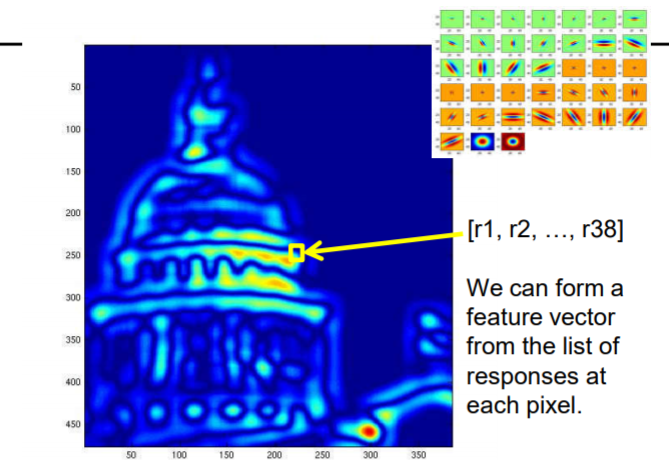 [r1, r2, …, r38]
We can form a
feature vector
from the list of
responses at
each pixel.
50
100
150
200
250
300
350
400
450
50
100
150
200
250
300
350